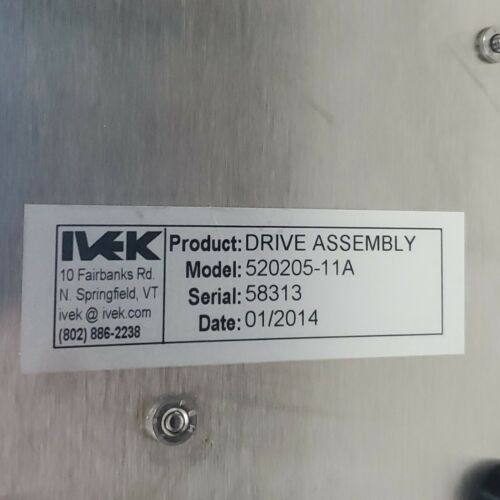 IVEK
10 Fairbanks Rd.
N. Springfield, VT
ivek @ ivek.com
(802) 886-2238
Product: DRIVE ASSEMBLY
Model: 520205-11A
Serial: 58313
Date: 01/2014